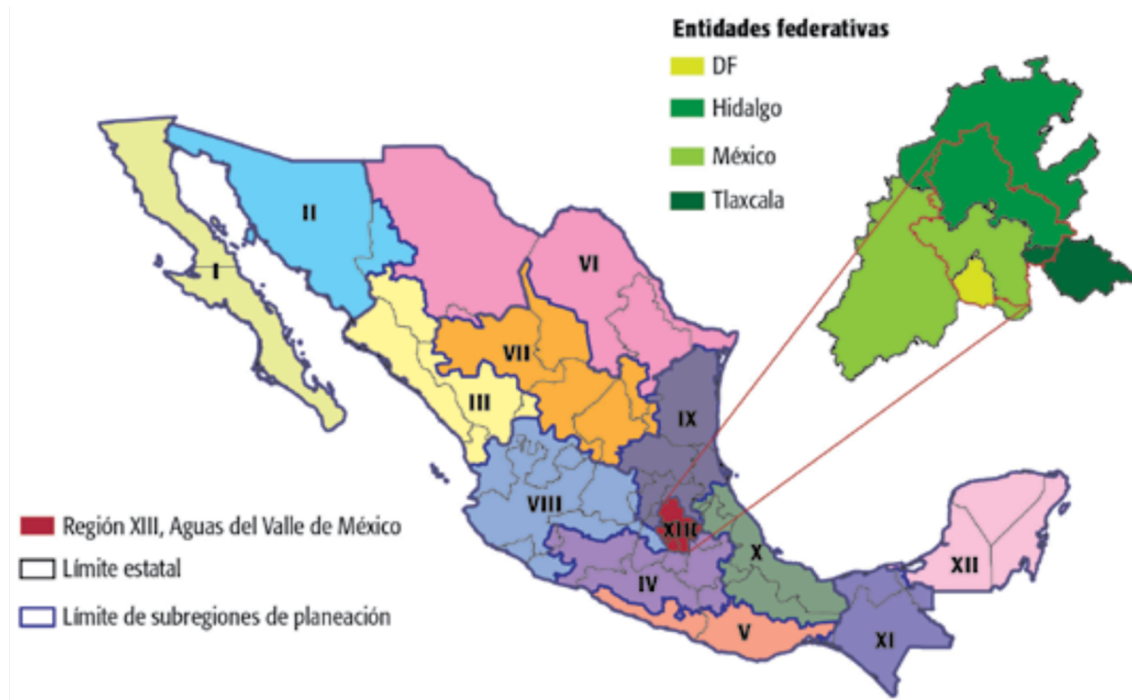 Entidades federativas
DF
Hidalgo
México
Tlaxcala
II
I
VI
VII
III
IX
VIII
XIII
X
IV
XII
V
XI
Región XIII, Aguas del Valle de México
Límite estatal
Límite de subregiones de planeación